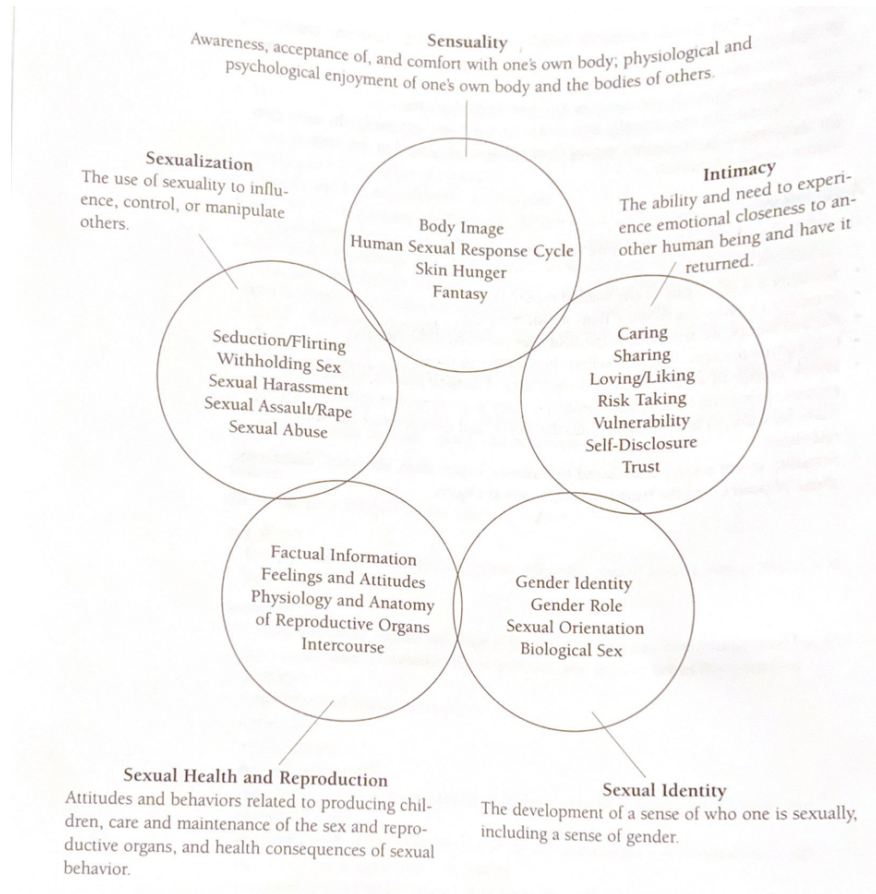 Sensuality
Awareness, acceptance of, and comfort with one's own body; physiological and
psychological enjoyment of one's own body and the bodies of others.
Sexualization
The use of sexuality to influ-
ence, control, or manipulate
others.
Intimacy
The ability and need to experi-
ence emotional closeness to an-
other human being and have it
returned.
Body Image
Human Sexual Response Cycle
Skin Hunger
Fantasy
Seduction/Flirting
Withholding Sex
Sexual Harassment
Sexual Assault/Rape
Sexual Abuse
Caring
Sharing
Loving/Liking
Risk Taking
Vulnerability
Self-Disclosure
Trust
Factual Information
Feelings and Attitudes
Physiology and Anatomy
of Reproductive Organs
Intercourse
Gender Identity
Gender Role
Sexual Orientation
Biological Sex
Sexual Health and Reproduction
Attitudes and behaviors related to producing chil-
dren, care and maintenance of the sex and repro-
ductive organs, and health consequences of sexual
behavior.
Sexual Identity
The development of a sense of who one is sexually,
including a sense of gender.